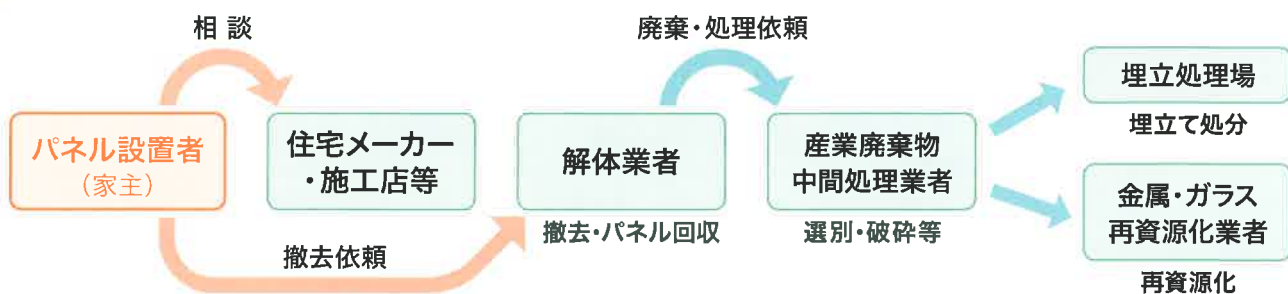 相談
廃棄・処理依頼
パネル設置者
（家主）
住宅メーカー
・施工店等
解体業者
撤去・パネル回収
産業廃棄物
中間処理業者
選別・破砕等
埋立処理場
埋立て処分
金属・ガラス
再資源化業者
再資源化
撤去依頼